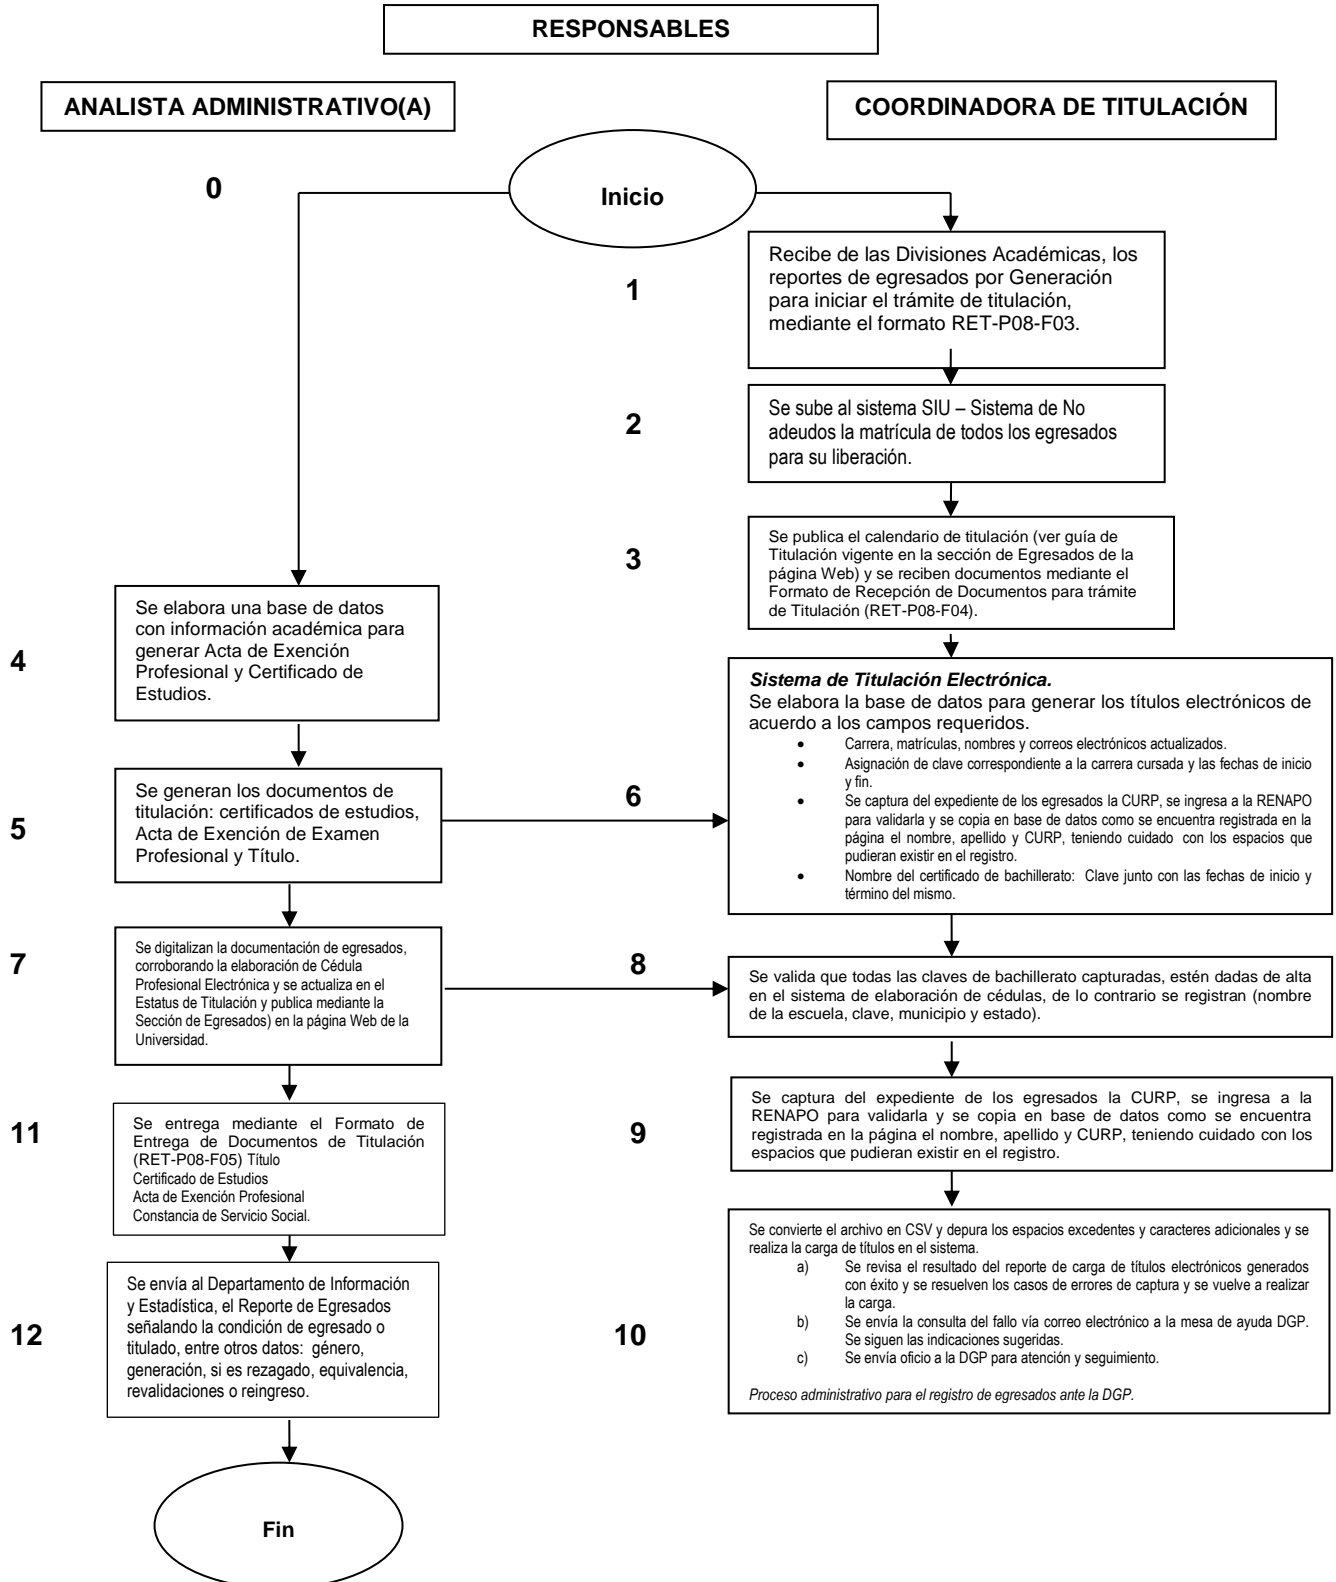 RESPONSABLES
ANALISTA ADMINISTRATIVO(A)
COORDINADORA DE TITULACIÓN
0
Inicio
1
Recibe de las Divisiones Académicas, los
reportes de egresados por Generación
para iniciar el trámite de titulación,
mediante el formato RET-P08-F03.
2
Se sube al sistema SIU – Sistema de No
adeudos la matrícula de todos los egresados
para su liberación.
3
Se publica el calendario de titulación (ver guía de
Titulación vigente en la sección de Egresados de la
página Web) y se reciben documentos mediante el
Formato de Recepción de Documentos para trámite
de Titulación (RET-P08-F04).
4
Se elabora una base de datos
con información académica para
generar Acta de Exención
Profesional y Certificado de
Estudios.
5
Se generan los documentos de
titulación: certificados de estudios,
Acta de Exención de Examen
Profesional y Título.
6
Sistema de Titulación Electrónica.
Se elabora la base de datos para generar los títulos electrónicos de
acuerdo a los campos requeridos.
• Carrera, matrículas, nombres y correos electrónicos actualizados.
• Asignación de clave correspondiente a la carrera cursada y las fechas de inicio
y fin.
• Se captura del expediente de los egresados la CURP, se ingresa a la RENAPO
para validarla y se copia en base de datos como se encuentra registrada en la
página el nombre, apellido y CURP, teniendo cuidado con los espacios que
pudieran existir en el registro.
• Nombre del certificado de bachillerato: Clave junto con las fechas de inicio y
término del mismo.
7
Se digitalizan la documentación de egresados,
corroborando la elaboración de Cédula
Profesional Electrónica y se actualiza en el
Estatus de Titulación y publica mediante la
Sección de Egresados) en la página Web de la
Universidad.
8
Se valida que todas las claves de bachillerato capturadas, estén dadas de alta
en el sistema de elaboración de cédulas, de lo contrario se registran (nombre
de la escuela, clave, municipio y estado).
9
Se captura del expediente de los egresados la CURP, se ingresa a la
RENAPO para validarla y se copia en base de datos como se encuentra
registrada en la página el nombre, apellido y CURP, teniendo cuidado con los
espacios que pudieran existir en el registro.
10
Se convierte el archivo en CSV y depura los espacios excedentes y caracteres adicionales y se
realiza la carga de títulos en el sistema.
a) Se revisa el resultado del reporte de carga de títulos electrónicos generados
con éxito y se resuelven los casos de errores de captura y se vuelve a realizar
la carga.
b) Se envía la consulta del fallo vía correo electrónico a la mesa de ayuda DGP.
Se siguen las indicaciones sugeridas.
c) Se envía oficio a la DGP para atención y seguimiento.
Proceso administrativo para el registro de egresados ante la DGP.
11
Se entrega mediante el Formato de
Entrega de Documentos de Titulación
(RET-P08-F05) Título
Certificado de Estudios
Acta de Exención Profesional
Constancia de Servicio Social.
12
Se envía al Departamento de Información
y Estadística, el Reporte de Egresados
señalando la condición de egresado o
titulado, entre otros datos: género,
generación, si es rezagado, equivalencia,
revalidaciones o reingreso.
Fin